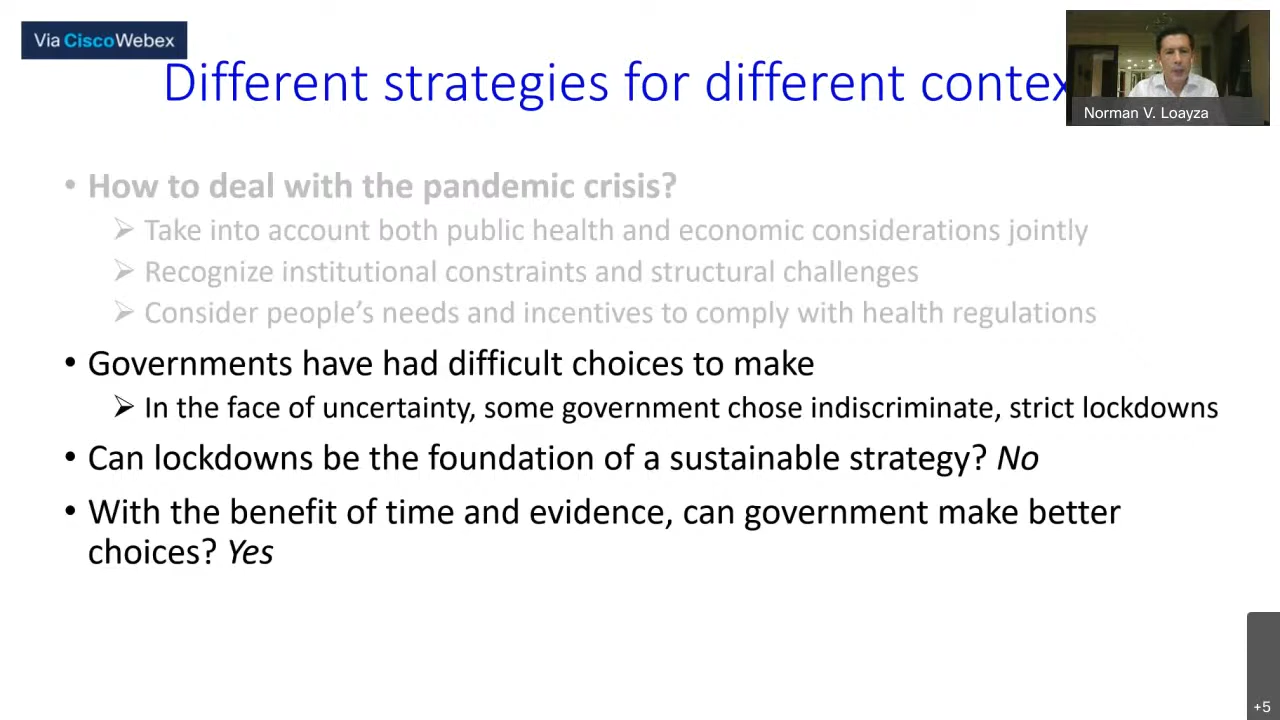 Via CiscoWebex
Different strategies for different contex
Norman V. Loayza
• How to deal with the pandemic crisis?
➢ Take into account both public health and economic considerations jointly
➢ Recognize institutional constraints and structural challenges
➢ Consider people's needs and incentives to comply with health regulations
• Governments have had difficult choices to make
➢ In the face of uncertainty, some government chose indiscriminate, strict lockdowns
• Can lockdowns be the foundation of a sustainable strategy? No
• With the benefit of time and evidence, can government make better
choices? Yes
+5